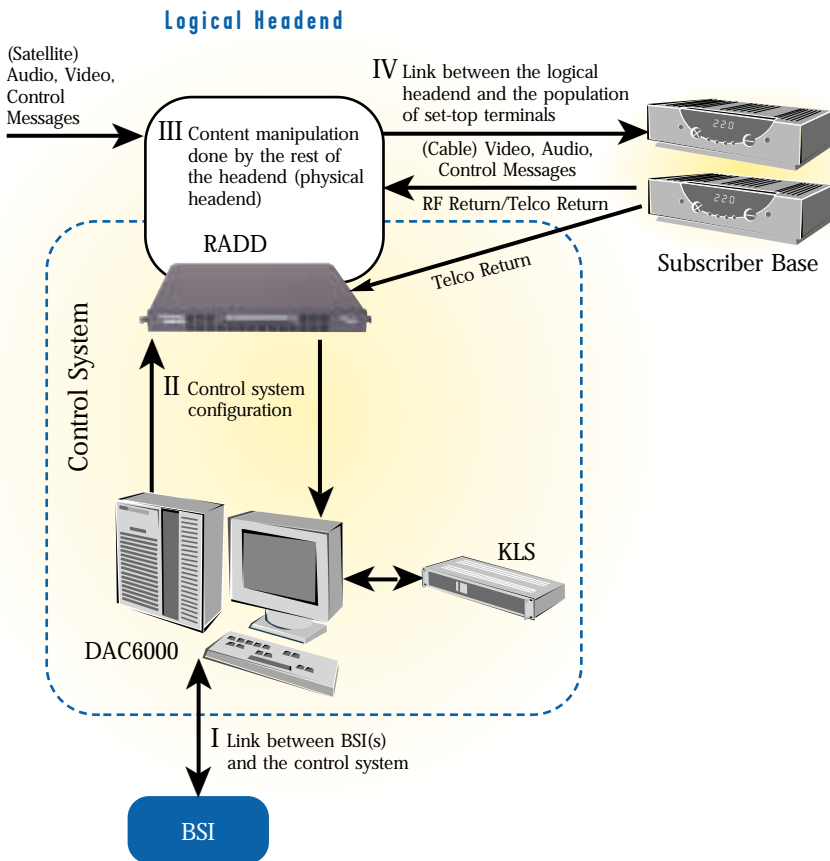 Logical Headend
(Satellite)
Audio, Video,
Control
Messages
III Content manipulation
done by the rest of
the headend (physical
headend)
IV Link between the logical
headend and the population
of set-top terminals
(Cable) Video, Audio,
Control Messages
RF Return/Telco Return
220
220
Subscriber Base
RADD
Telco Return
Control System
II Control system
configuration
KLS
DAC6000
I Link between BSI(s)
and the control system
BSI